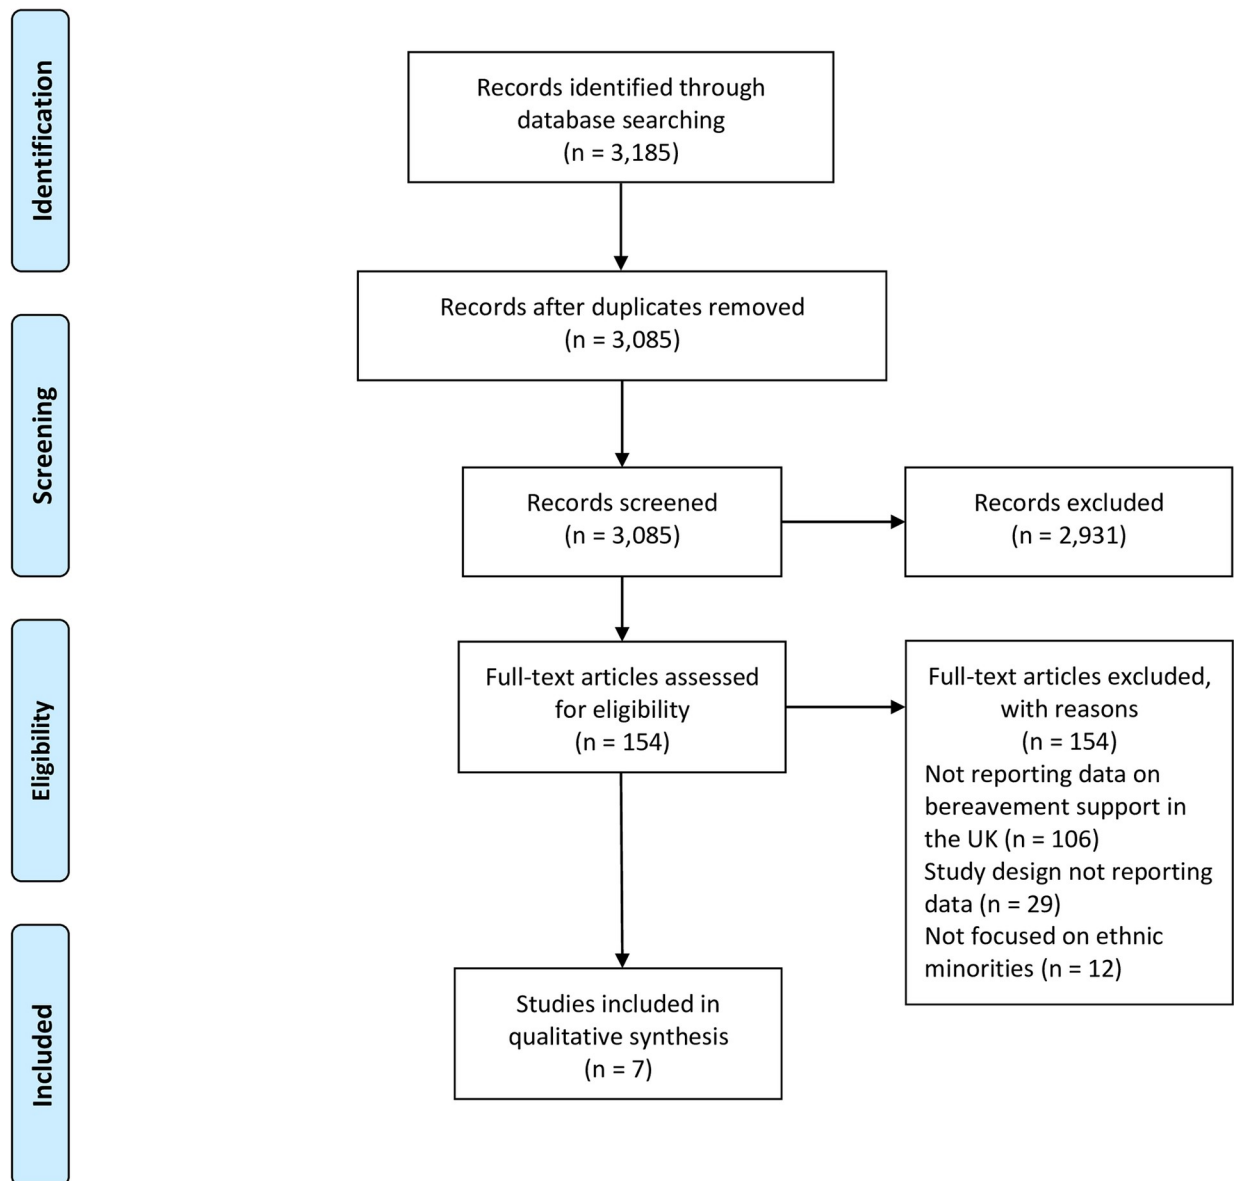 Identification
Records identified through
database searching
(n = 3,185)
Records after duplicates removed
(n = 3,085)
Screening
Records screened
(n = 3,085)
Records excluded
(n = 2,931)
Eligibility
Full-text articles assessed
for eligibility
(n = 154)
Full-text articles excluded,
with reasons
(n = 154)
Not reporting data on
bereavement support in
the UK (n = 106)
Study design not reporting
data (n = 29)
Not focused on ethnic
minorities (n = 12)
Included
Studies included in
qualitative synthesis
(n = 7)